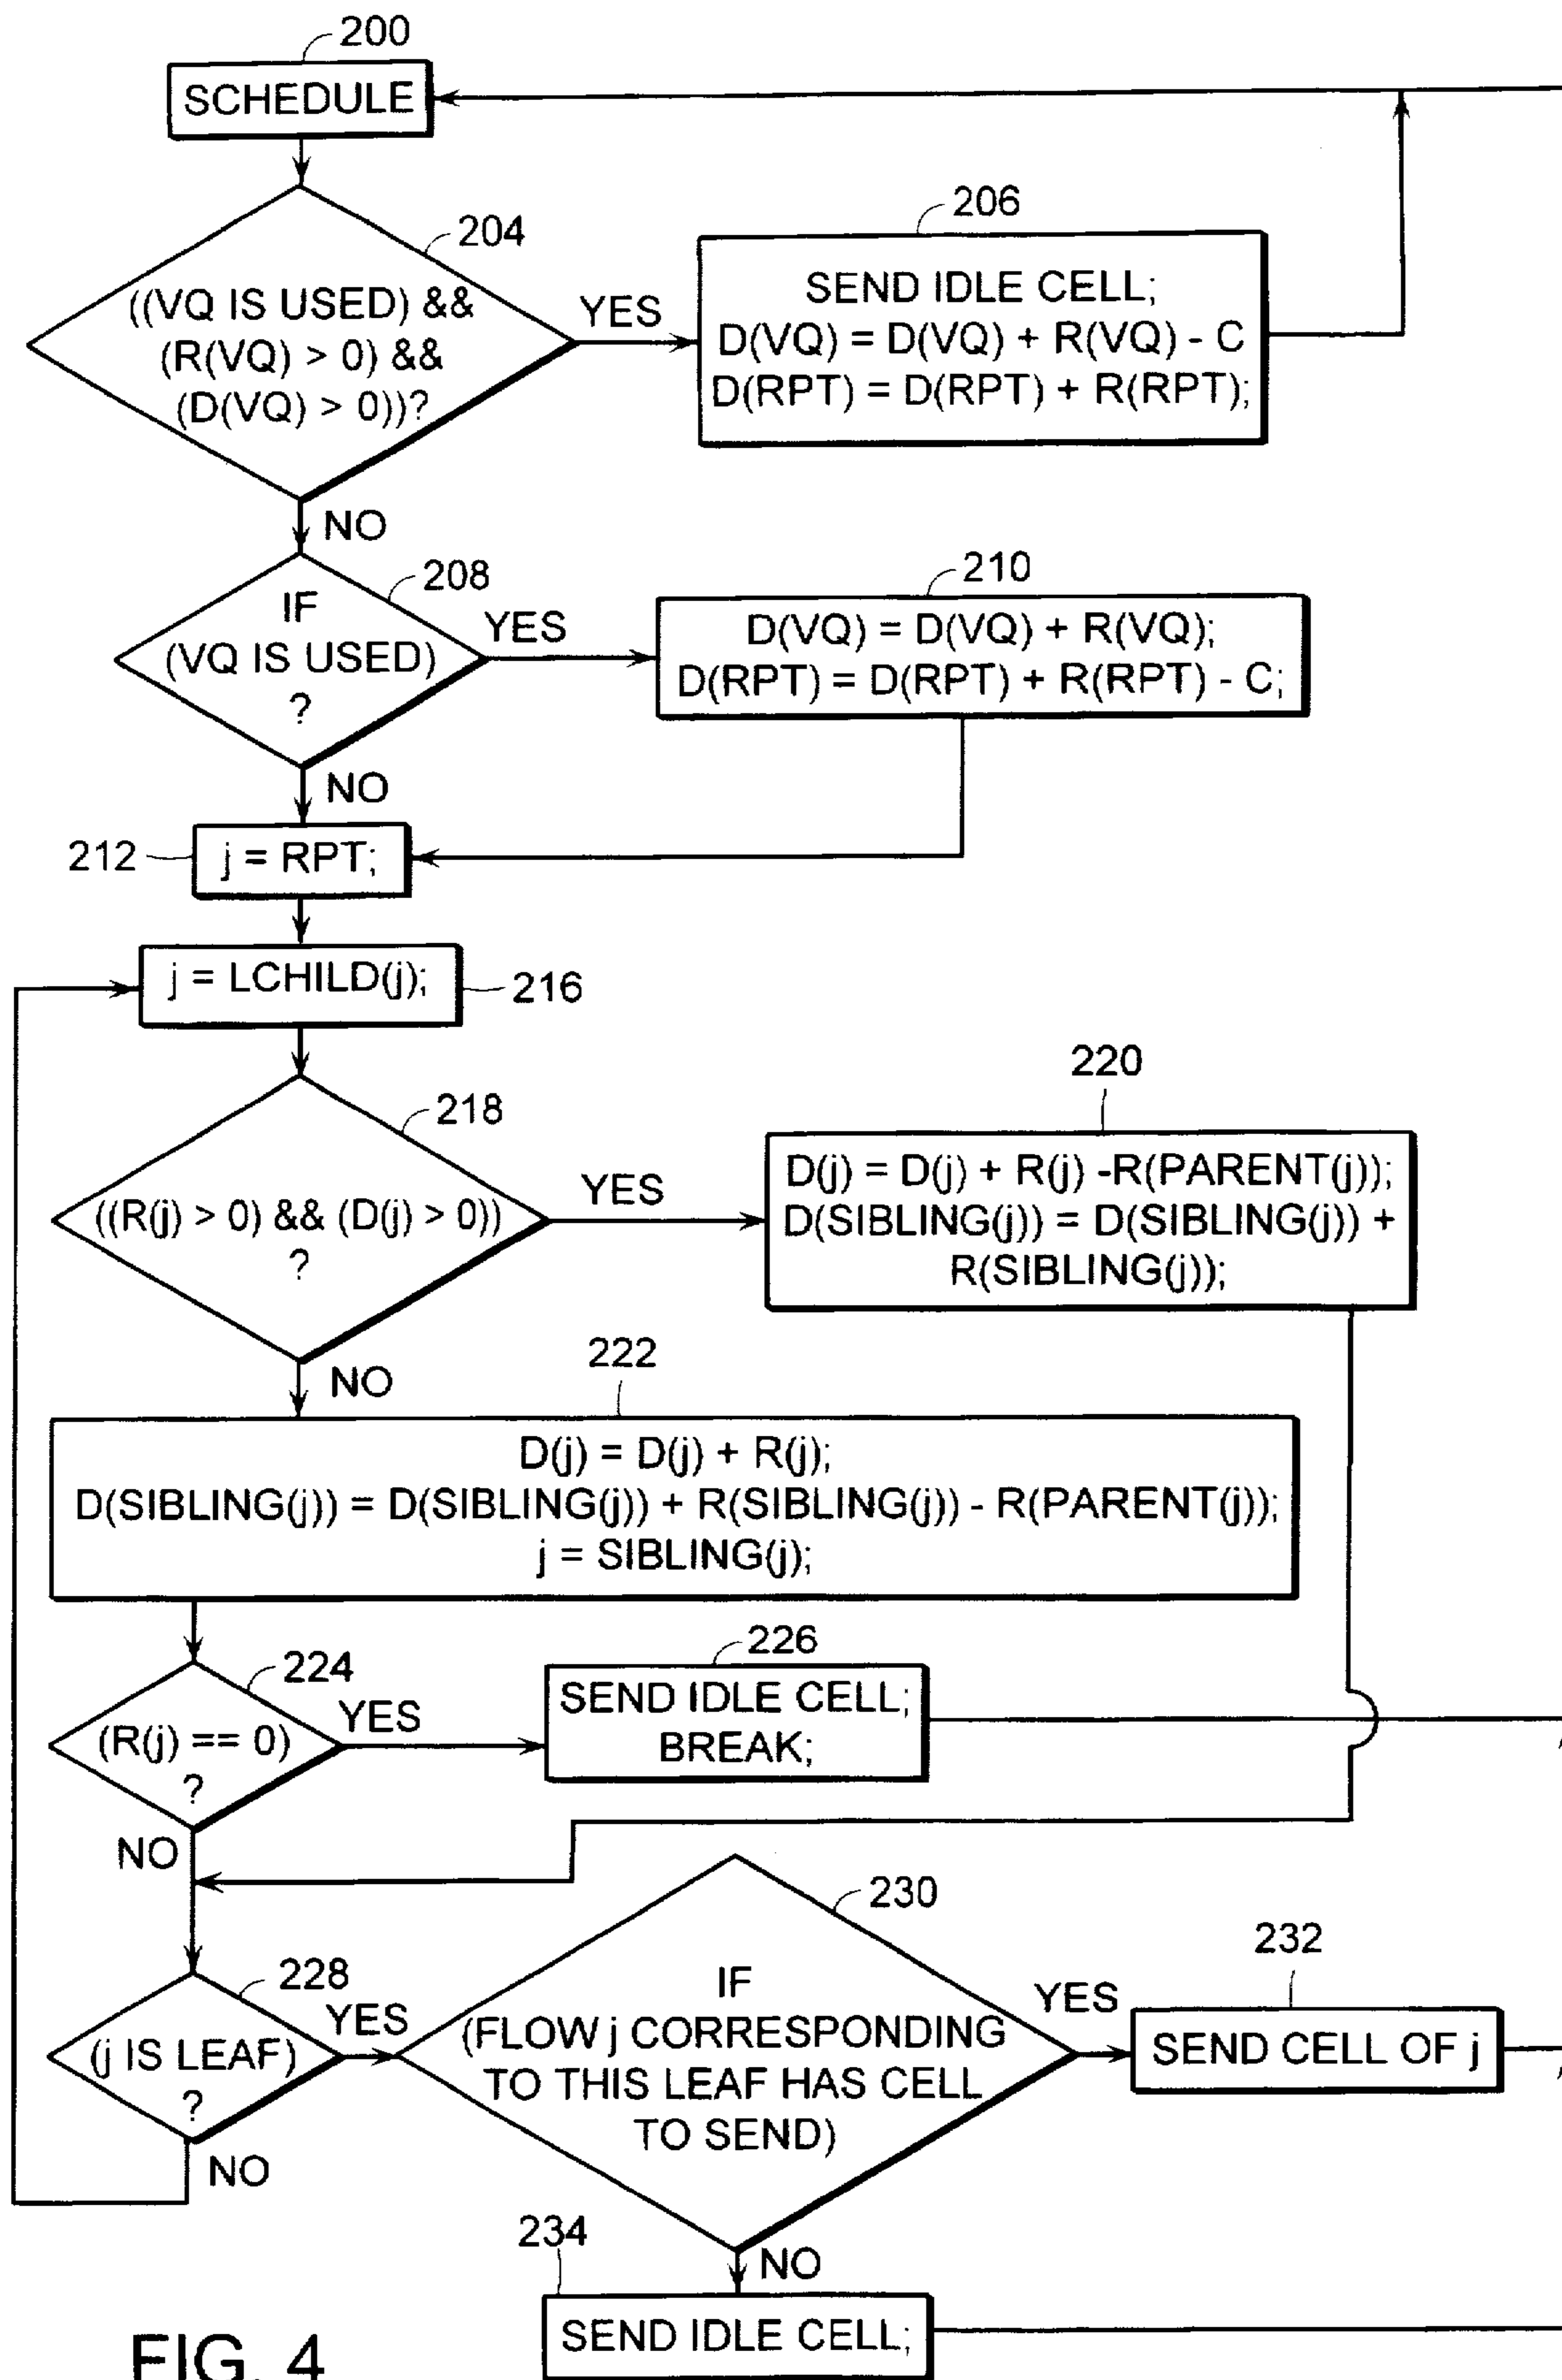 200
SCHEDULE
204
((VQ IS USED) &&
(R(VQ) > 0) &&
(D(VQ) > 0))?
YES
206
SEND IDLE CELL;
D(VQ) = D(VQ) + R(VQ) - C
D(RPT) = D(RPT) + R(RPT);
NO
208
IF
(VQ IS USED)
?
YES
210
D(VQ) = D(VQ) + R(VQ);
D(RPT) = D(RPT) + R(RPT) - C;
NO
212
j = RPT;
j = LCHILD(j);
216
218
((R(j) > 0) && (D(j) > 0))
?
YES
220
D(j) = D(j) + R(j) -R(PARENT(j));
D(SIBLING(j)) = D(SIBLING(j)) +
R(SIBLING(j));
NO
222
D(j) = D(j) + R(j);
D(SIBLING(j)) = D(SIBLING(j)) + R(SIBLING(j)) - R(PARENT(j));
j = SIBLING(j);
224
(R(j) == 0)
?
YES
226
SEND IDLE CELL;
BREAK;
NO
228
(j IS LEAF)
?
YES
230
IF
(FLOW j CORRESPONDING
TO THIS LEAF HAS CELL
TO SEND)
YES
232
SEND CELL OF j
NO
234
NO
SEND IDLE CELL;
FIG. 4